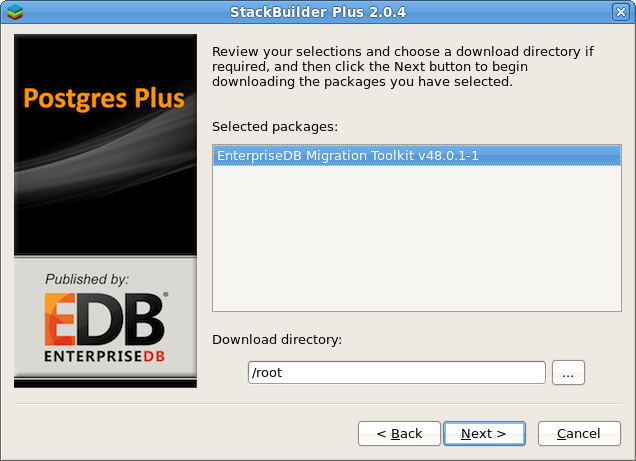 StackBuilder Plus 2.0.4
Postgres Plus
Published by:
EDB®
ENTERPRISEDB
Review your selections and choose a download directory if
required, and then click the Next button to begin
downloading the packages you have selected.
Selected packages:
EnterpriseDB Migration Toolkit v48.0.1-1
Download directory:
/root
...
< Back
Next >
Cancel